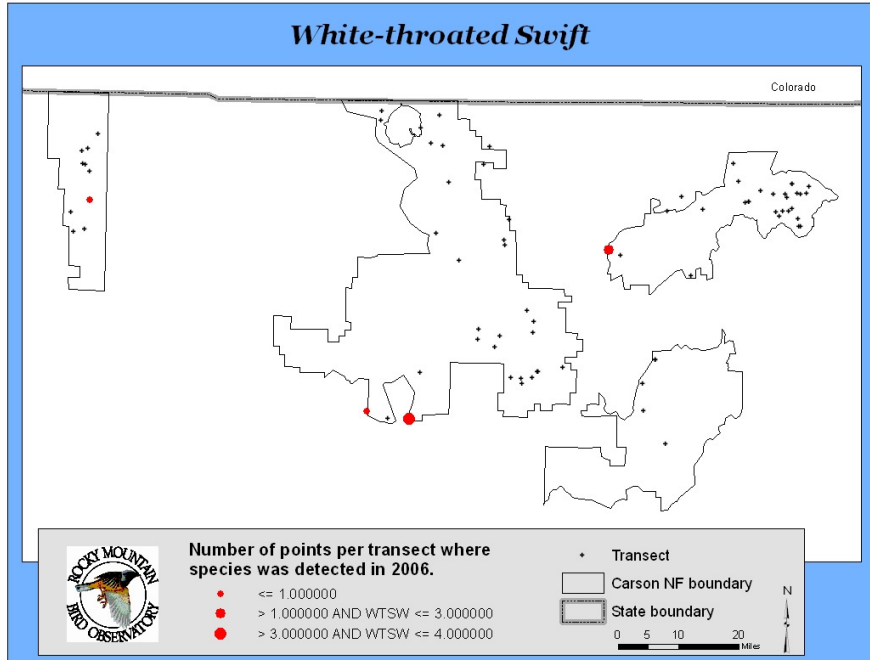 White-throated Swift
Colorado
ROCKY MOUNTAIN
BIRD OBSERVATORY
Number of points per transect where
species was detected in 2006.
<= 1.000000
> 1.000000 AND WTSW <= 3.000000
> 3.000000 AND WTSW <= 4.000000
Transect
Carson NF boundary
State boundary
N
0 5 10 20
Miles